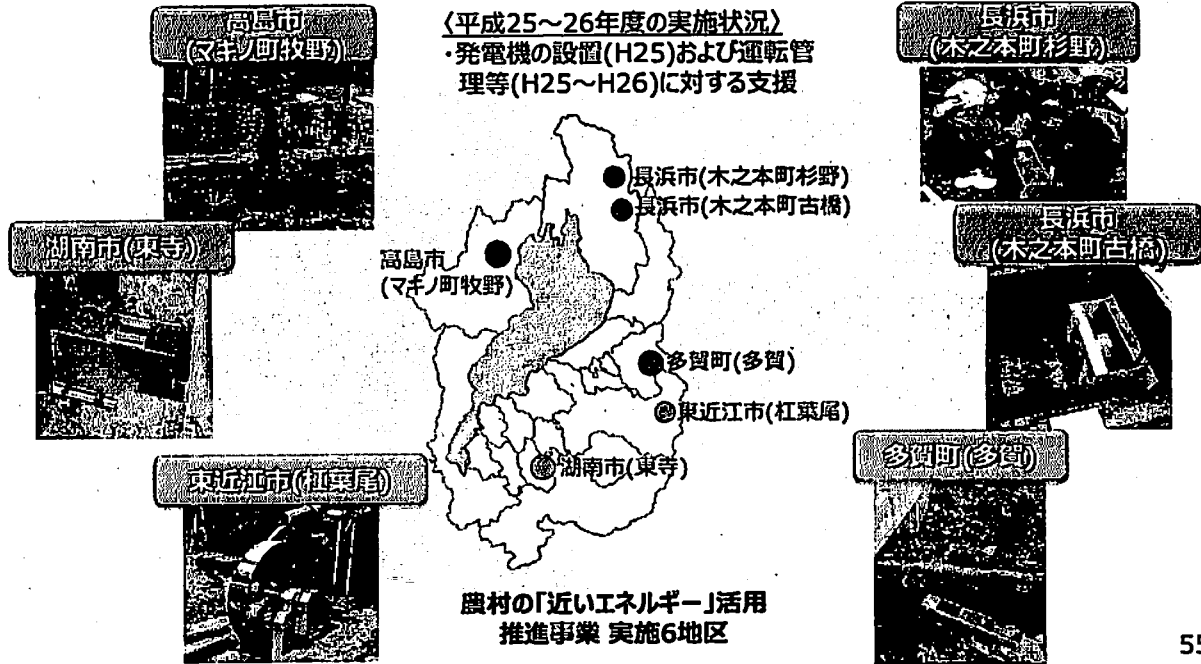 〈平成25～26年度の実施状況〉
・発電機の設置(H25)および運転管
理等(H25～H26)に対する支援
高島市
(マキノ町牧野)
長浜市
(木之本町杉野)
湖南市(東寺)
長浜市
(木之本町古橋)
東近江市(杠葉尾)
多賀町(多賀)
長浜市(木之本町杉野)
長浜市(木之本町古橋)
高島市
(マキノ町牧野)
多賀町(多賀)
東近江市(杠葉尾)
湖南市(東寺)
農村の「近いエネルギー」活用
推進事業 実施6地区
55